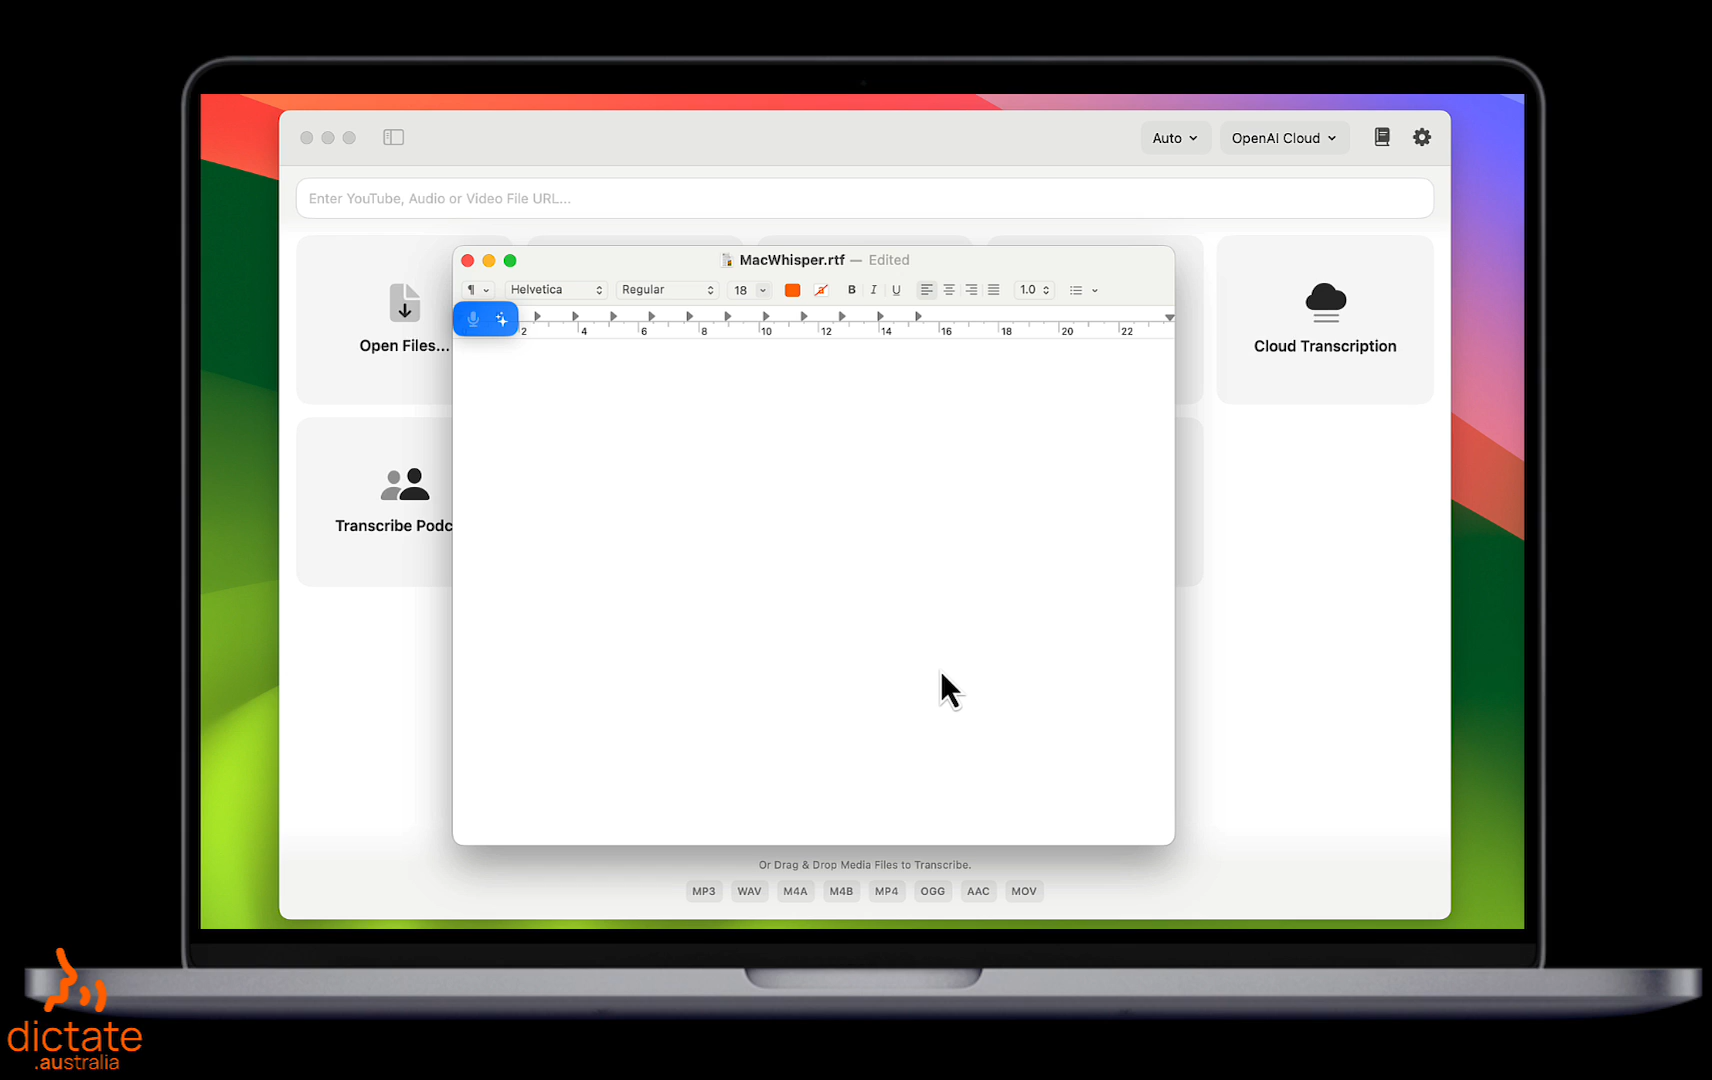 Auto
OpenAI Cloud
Enter YouTube, Audio or Video File URL...
MacWhisper.rtf — Edited
¶ Helvetica Regular 18 a B I U 1.0
2 4 6 8 10 12 14 16 18 20 22
Open Files...
Cloud Transcription
Transcribe Podc
Or Drag & Drop Media Files to Transcribe.
MP3 WAV M4A M4B MP4 OGG AAC MOV
dictate
.australia